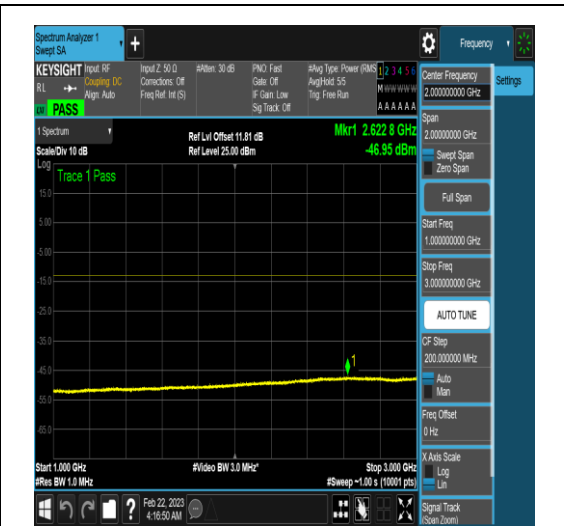 Spectrum Analyzer 1
Swept SA
+
Frequency
KEYSIGHT
RL
PASS
Input: RF
Coupling: DC
Align: Auto
Input Z: 50 Ω
Corrections: Off
Freq Ref: Int (S)
#Atten: 30 dB
PNO: Fast
Gate: Off
IF Gain: Low
Sig Track: Off
#Avg Type: Power (RMS
Avg|Hold: 5/5
Trig: Free Run
1 2 3 4 5 6
M W W W W W
A A A A A A
1 Spectrum
Scale/Div 10 dB
Ref Lvl Offset 11.81 dB
Ref Level 25.00 dBm
Mkr1 2.622 8 GHz
-46.95 dBm
Log
Trace 1 Pass
15.0
5.00
-5.00
-15.0
-25.0
-35.0
-45.0
-55.0
-65.0
1
Start 1.000 GHz
#Res BW 1.0 MHz
#Video BW 3.0 MHz*
Stop 3.000 GHz
#Sweep ~1.00 s (10001 pts)
Feb 22, 2023
4:16:50 AM
?
Center Frequency
2.000000000 GHz
Settings
Span
2.00000000 GHz
Swept Span
Zero Span
Full Span
Start Freq
1.000000000 GHz
Stop Freq
3.000000000 GHz
AUTO TUNE
CF Step
200.000000 MHz
Auto
Man
Freq Offset
0 Hz
X Axis Scale
Log
Lin
Signal Track
(Span Zoom)